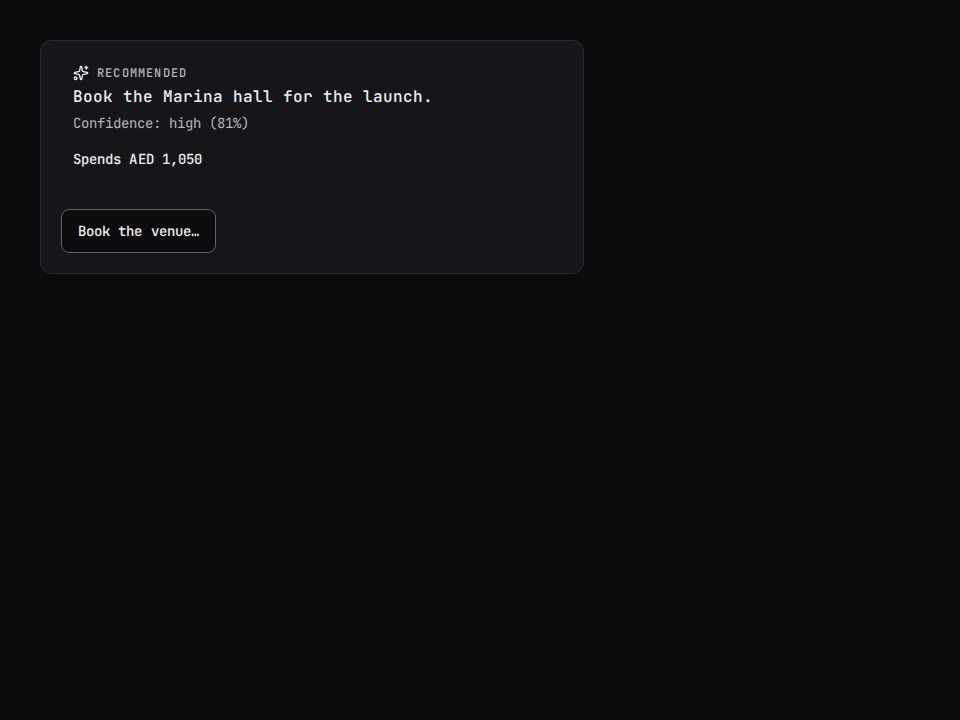 RECOMMENDED
Book the Marina hall for the launch.
Confidence: high (81%)
Spends AED 1,050
Book the venue…